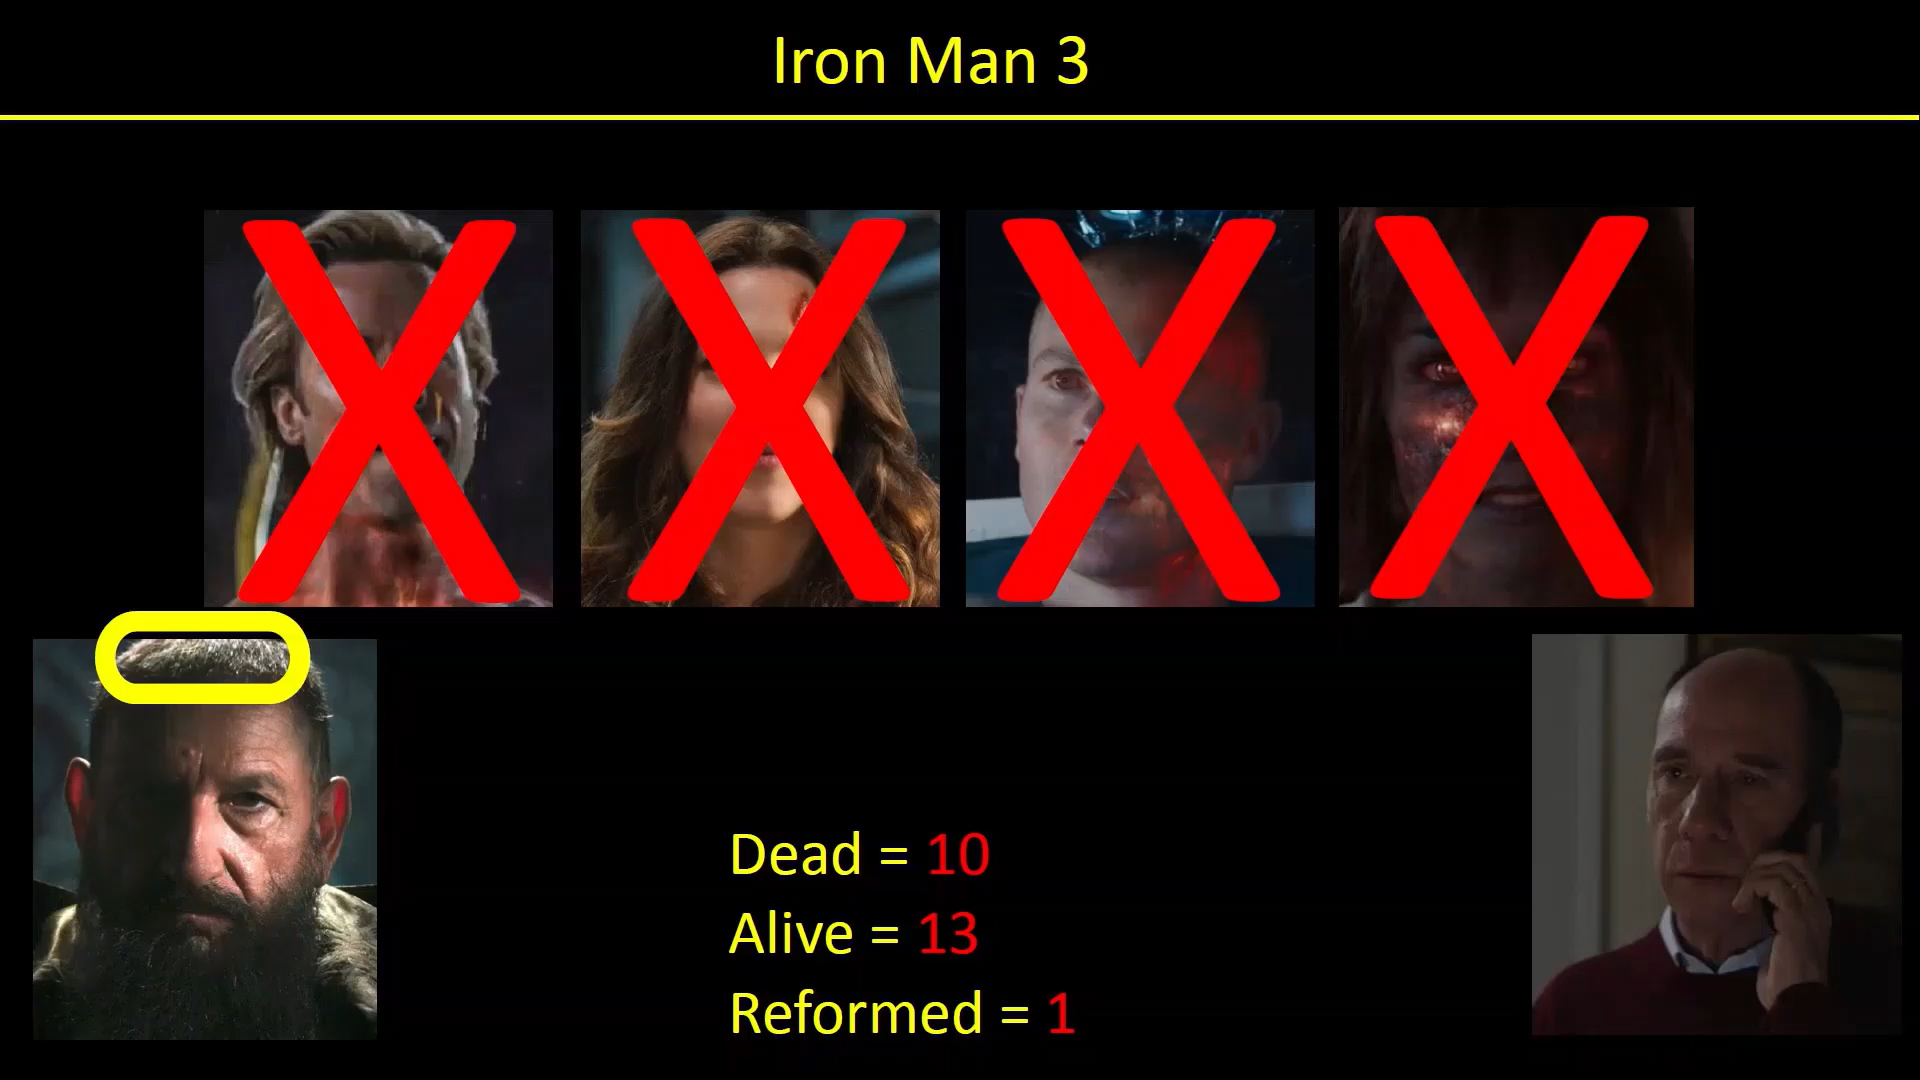 Iron Man 3
Dead = 10
Alive = 13
Reformed = 1